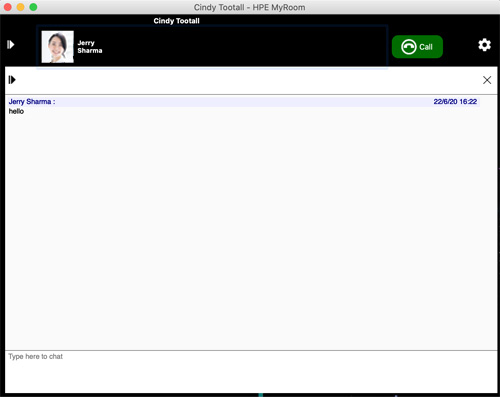 Cindy Tootall - HPE MyRoom
Cindy Tootall
Jerry
Sharma
Call
Jerry Sharma : 22/6/20 16:22
hello
Type here to chat